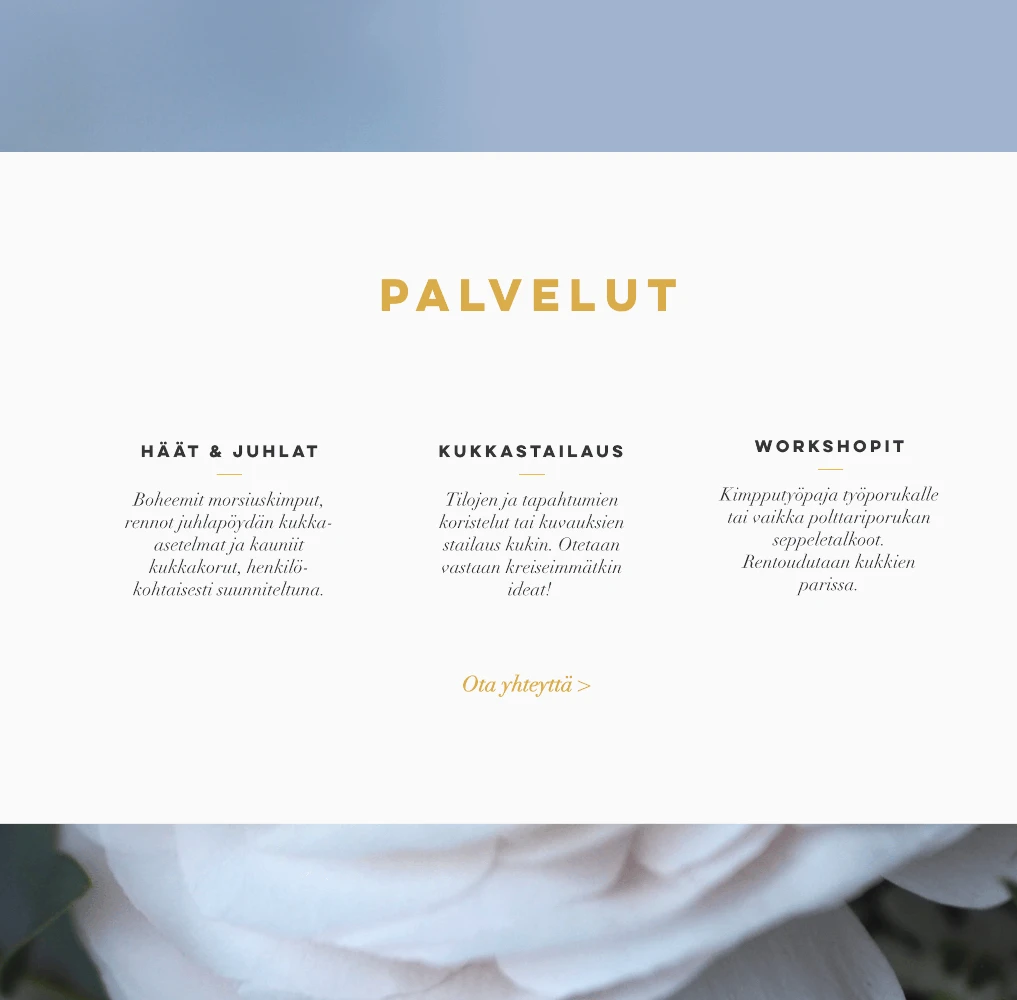 PALVELUT
HÄÄT & JUHLAT
Boheemit morsiuskimput,
rennot juhlapöydän kukka-
asetelmat ja kauniit
kukkakorut, henkilö-
kohtaisesti suunniteltuna.
KUKKASTAILAUS
Tilojen ja tapahtumien
koristelut tai kuvauksien
stailaus kukin. Otetaan
vastaan kreiseimmätkin
ideat!
WORKSHOPIT
Kimpputyöpaja työporukalle
tai vaikka polttariporukan
seppeletalkoot.
Rentoudutaan kukkien
parissa.
Ota yhteyttä >